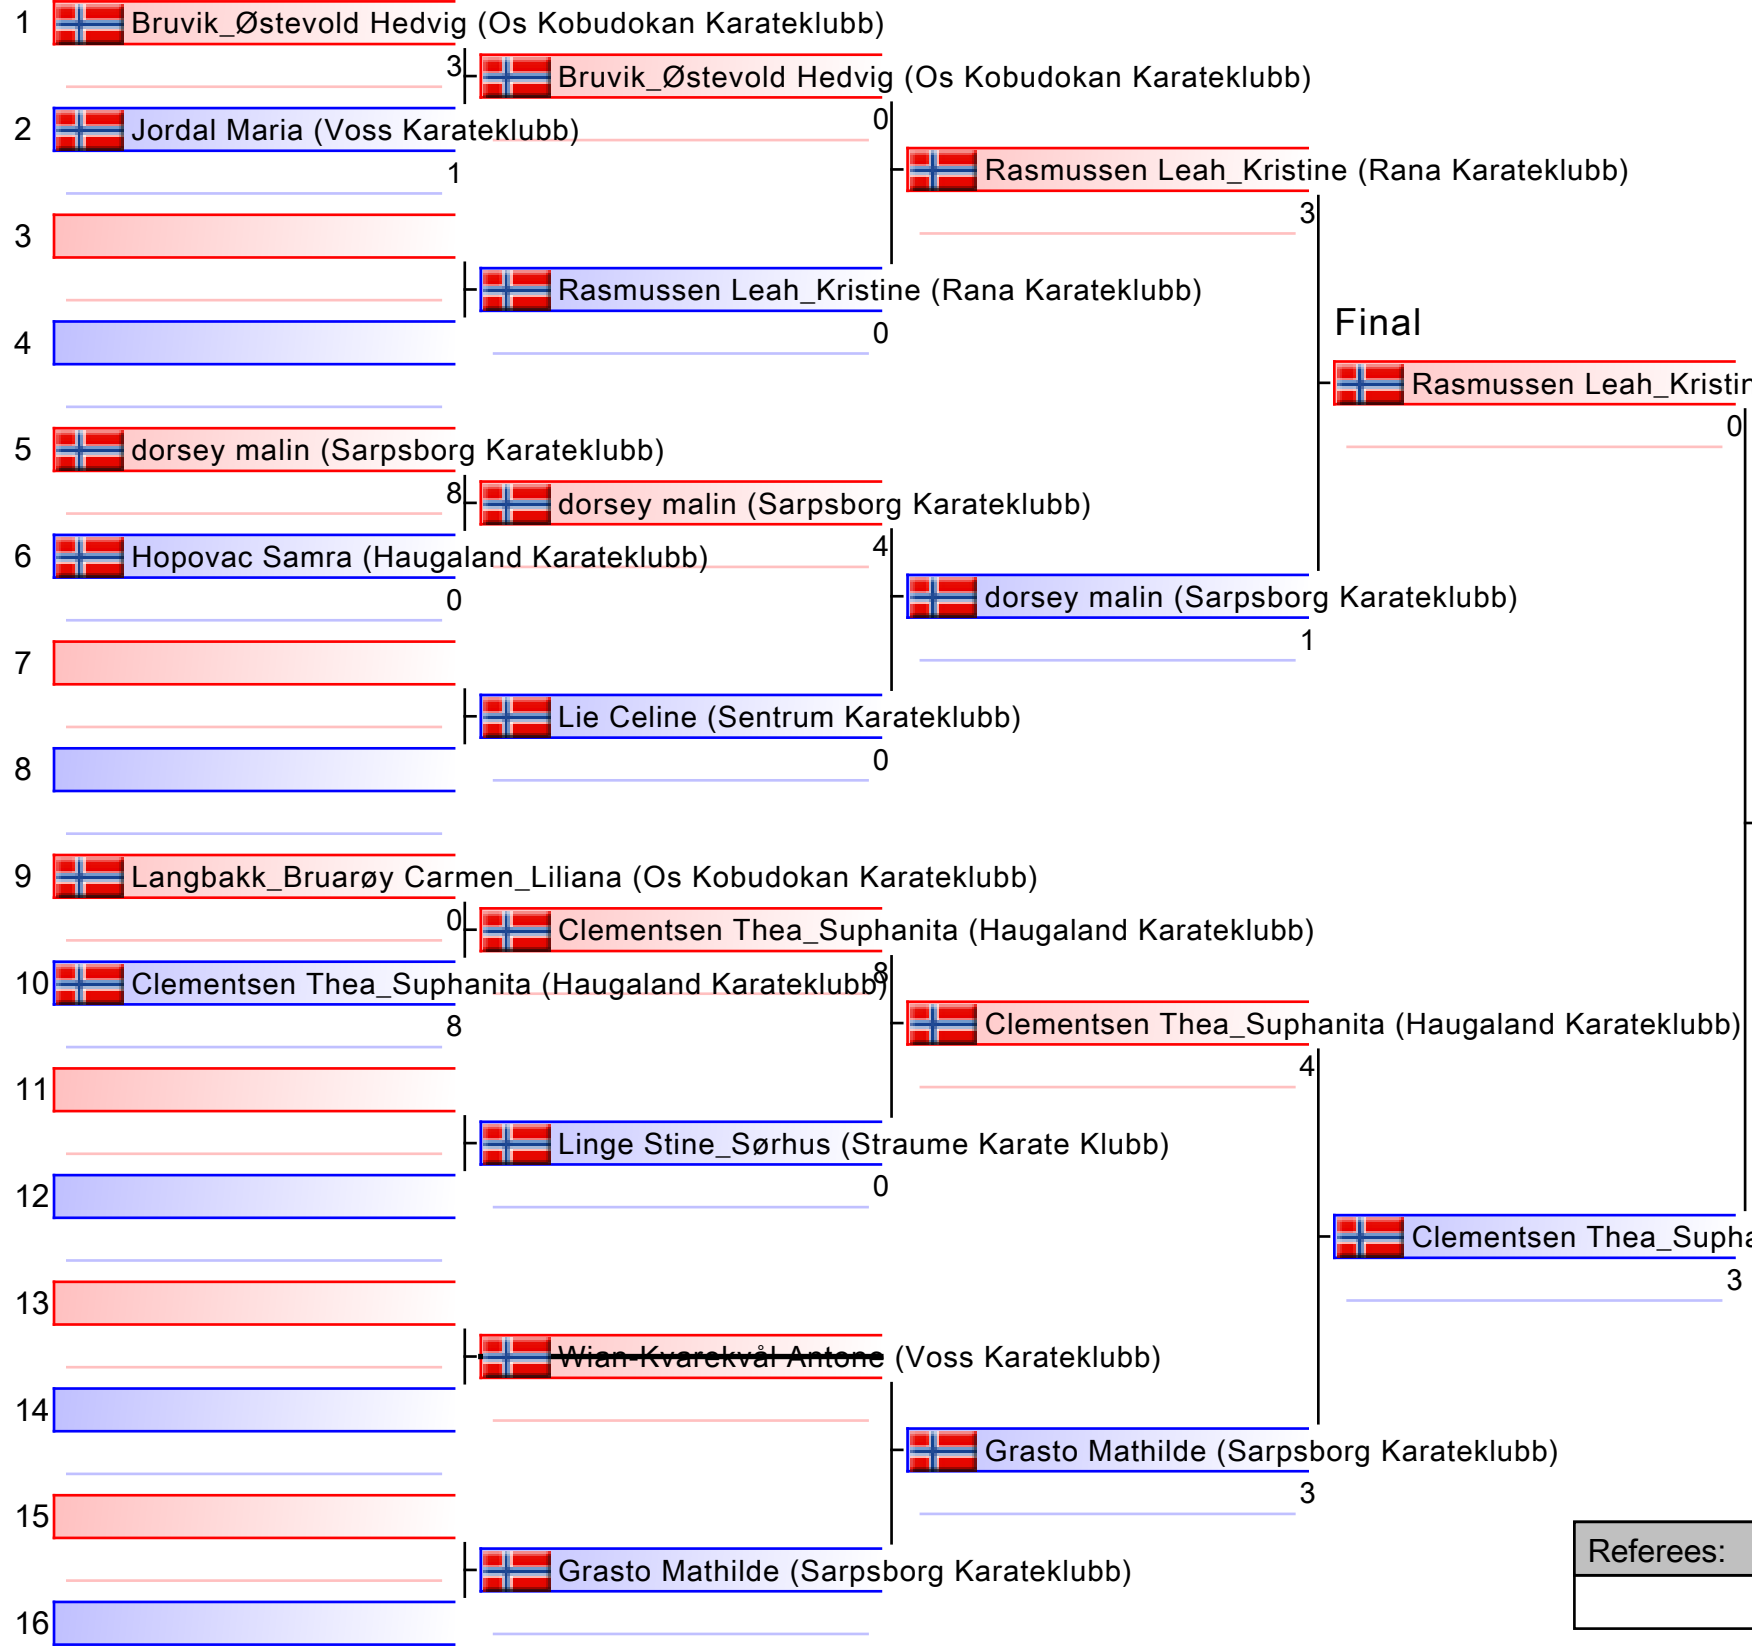 1 Bruvik_Østevold Hedvig (Os Kobudokan Karateklubb)
3
Bruvik_Østevold Hedvig (Os Kobudokan Karateklubb)
0
2 Jordal Maria (Voss Karateklubb)
1
Rasmussen Leah_Kristine (Rana Karateklubb)
3
3
Rasmussen Leah_Kristine (Rana Karateklubb)
0
4
Final
Rasmussen Leah_Kristin
0
5 dorsey malin (Sarpsborg Karateklubb)
8
dorsey malin (Sarpsborg Karateklubb)
4
6 Hopovac Samra (Haugaland Karateklubb)
0
dorsey malin (Sarpsborg Karateklubb)
1
7
Lie Celine (Sentrum Karateklubb)
0
8
9 Langbakk_Bruarøy Carmen_Liliana (Os Kobudokan Karateklubb)
0
Clementsen Thea_Suphanita (Haugaland Karateklubb)
8
10 Clementsen Thea_Suphanita (Haugaland Karateklubb)
8
Clementsen Thea_Suphanita (Haugaland Karateklubb)
4
11
Linge Stine_Sørhus (Straume Karate Klubb)
0
12
Clementsen Thea_Supha
3
13
Wian-Kvarekvål Antone (Voss Karateklubb)
14
Grasto Mathilde (Sarpsborg Karateklubb)
3
15
Grasto Mathilde (Sarpsborg Karateklubb)
16
Referees: